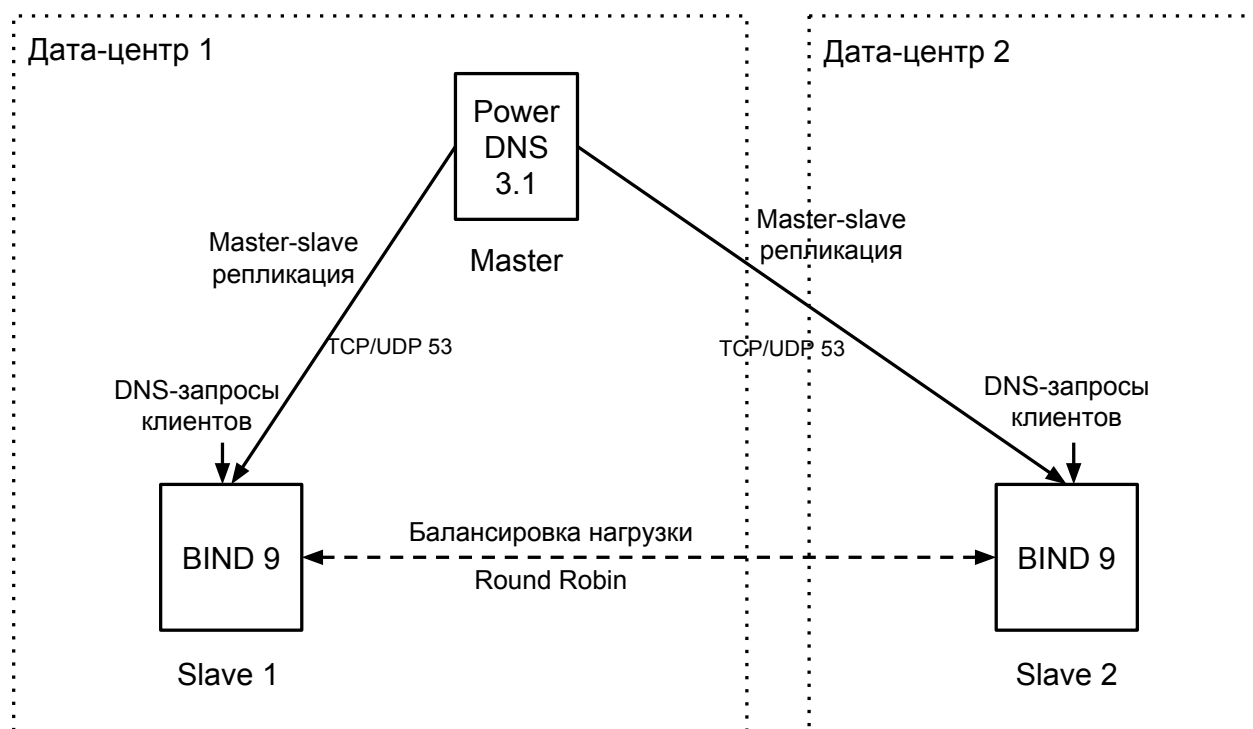 Дата-центр 1
Дата-центр 2
Power
DNS
3.1
Master
Master-slave
репликация
Master-slave
репликация
TCP/UDP 53
TCP/UDP 53
DNS-запросы
клиентов
DNS-запросы
клиентов
BIND 9
Балансировка нагрузки
Round Robin
BIND 9
Slave 1
Slave 2